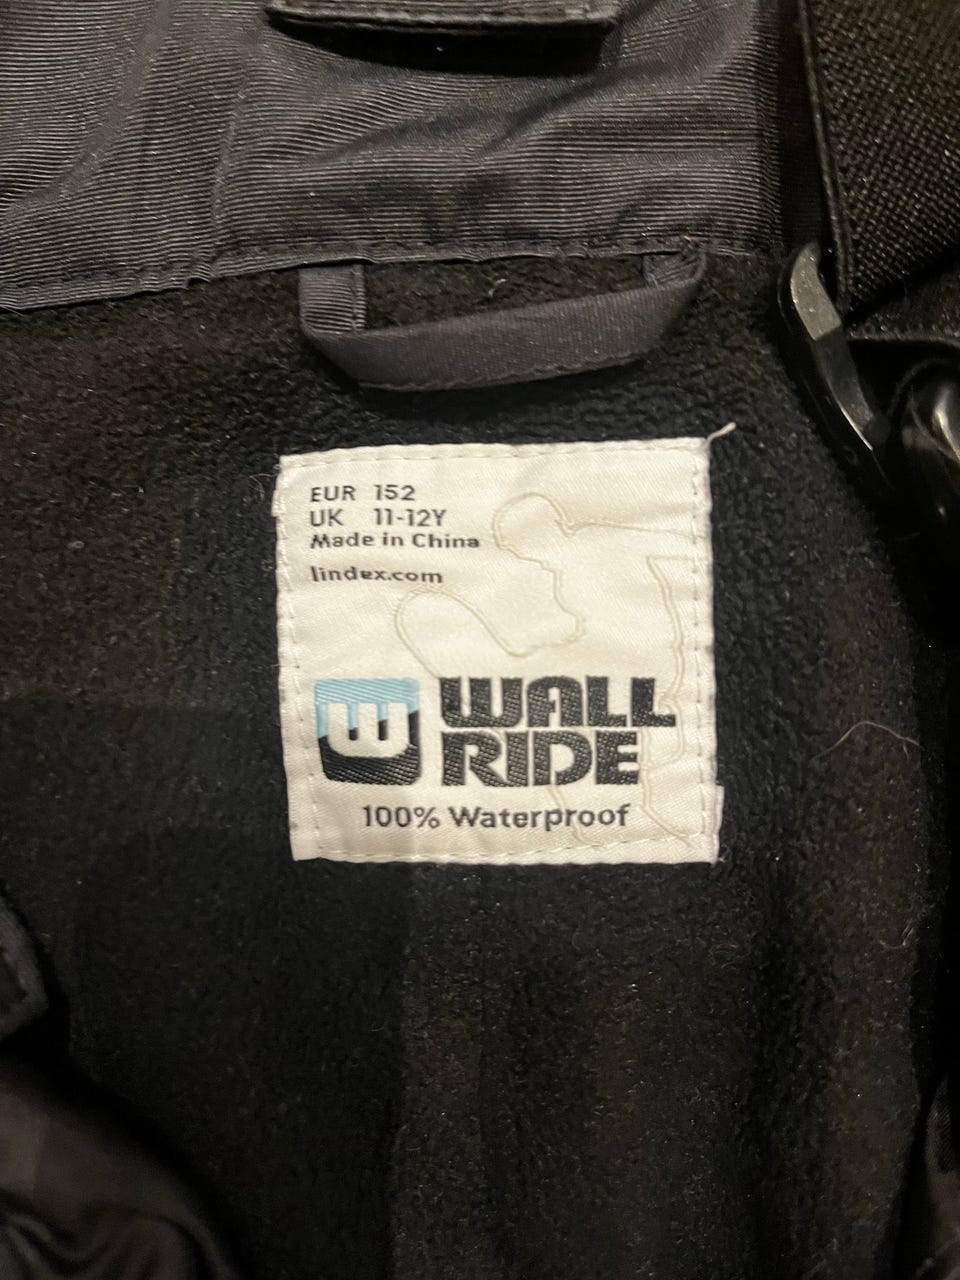 EUR 152
UK 11-12Y
Made in China
lindex.com
WALL
RIDE
100% Waterproof